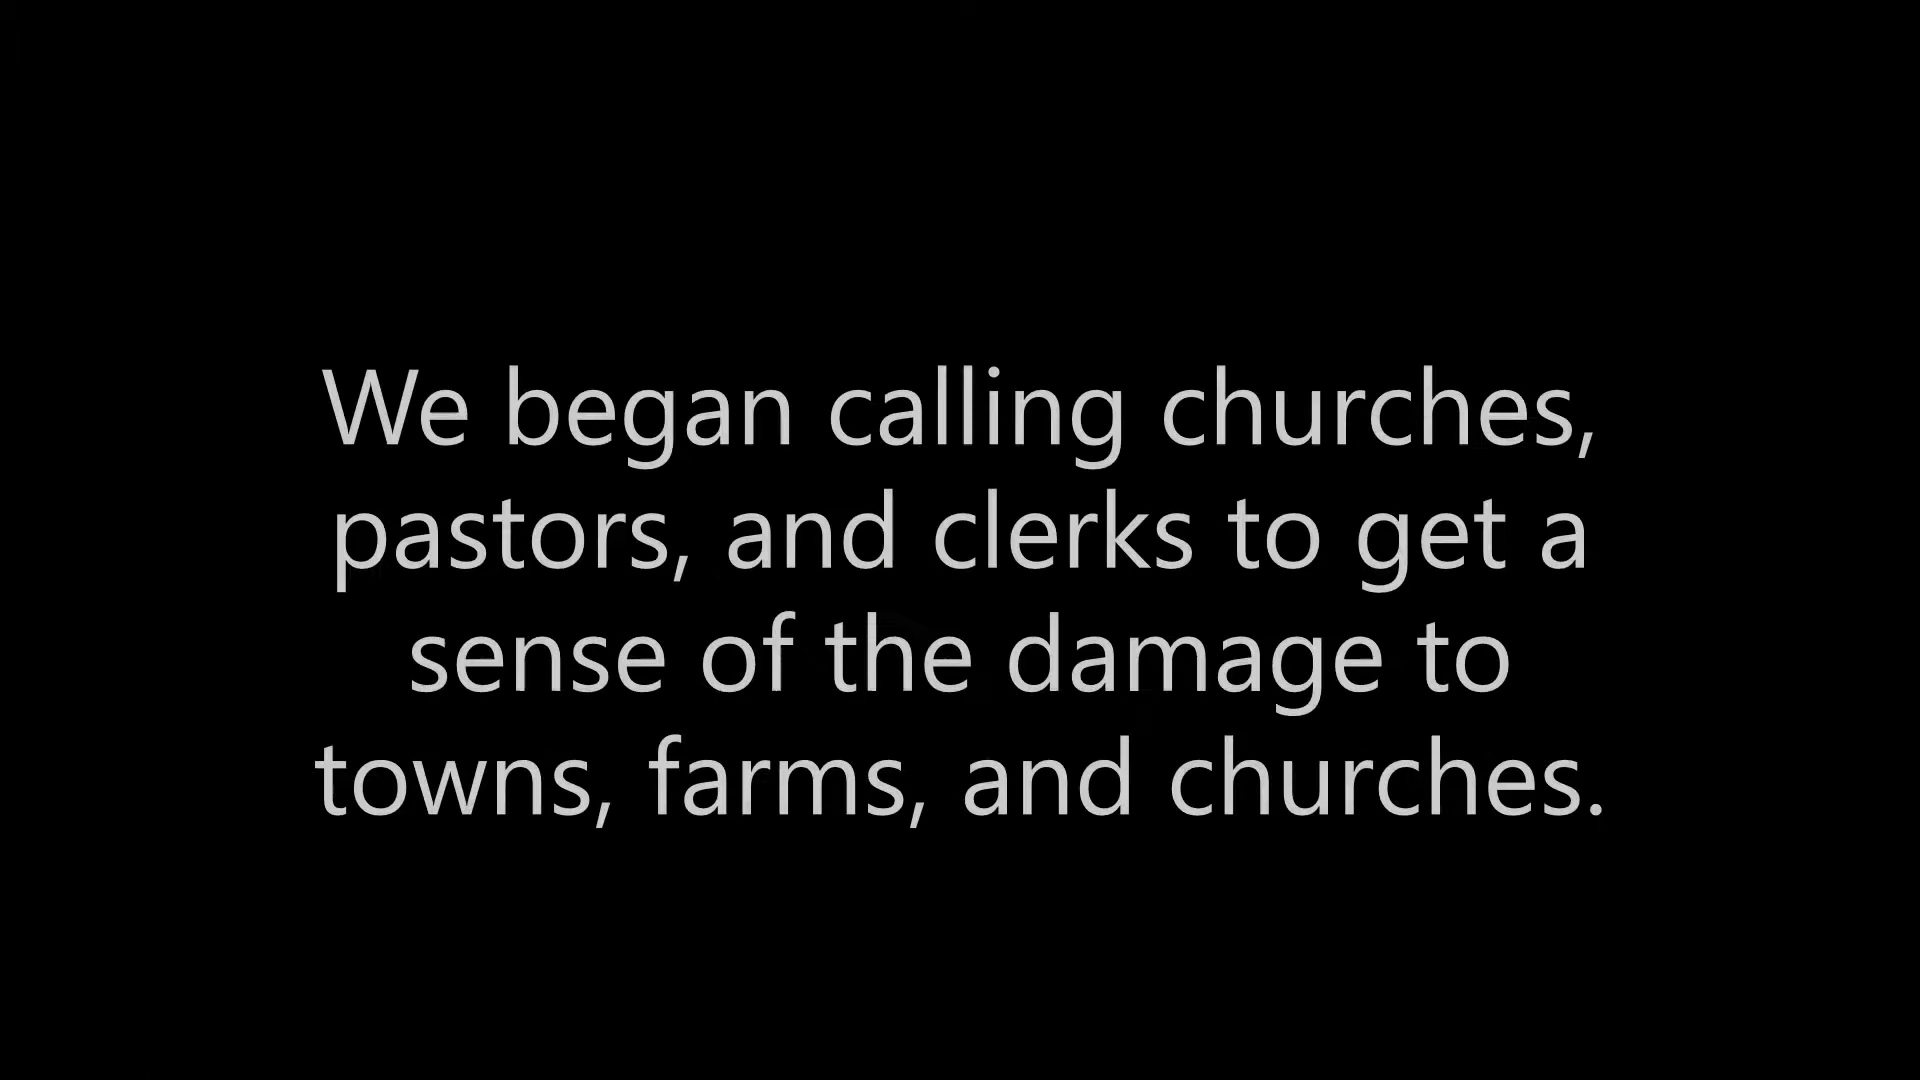 We began calling churches,
pastors, and clerks to get a
sense of the damage to
towns, farms, and churches.